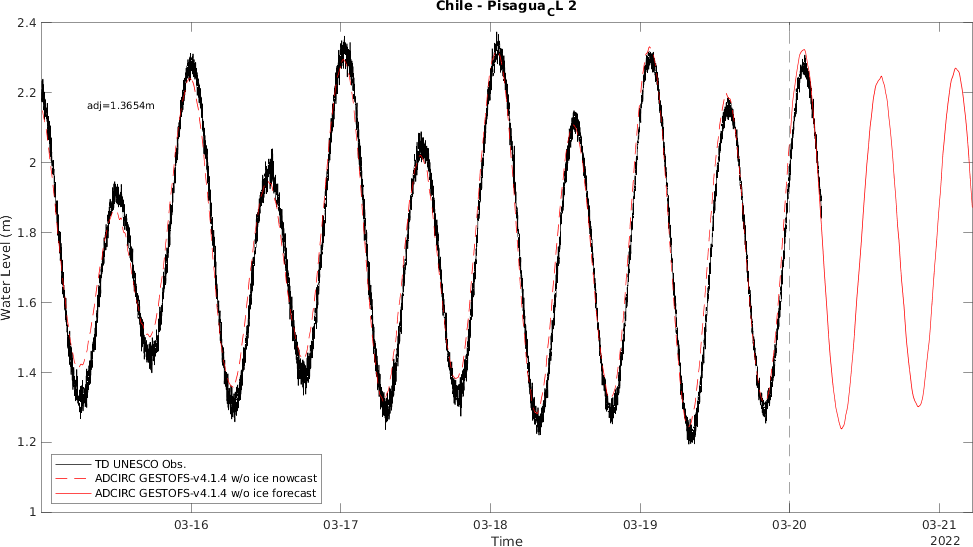 Chile - Pisagua_CL 2
2.4
2.2
2
1.8
1.6
1.4
1.2
1
Water Level (m)
adj=1.3654m
TD UNESCO Obs.
ADCIRC GESTOFS-v4.1.4 w/o ice nowcast
ADCIRC GESTOFS-v4.1.4 w/o ice forecast
03-16 03-17 03-18 03-19 03-20 03-21
Time
2022